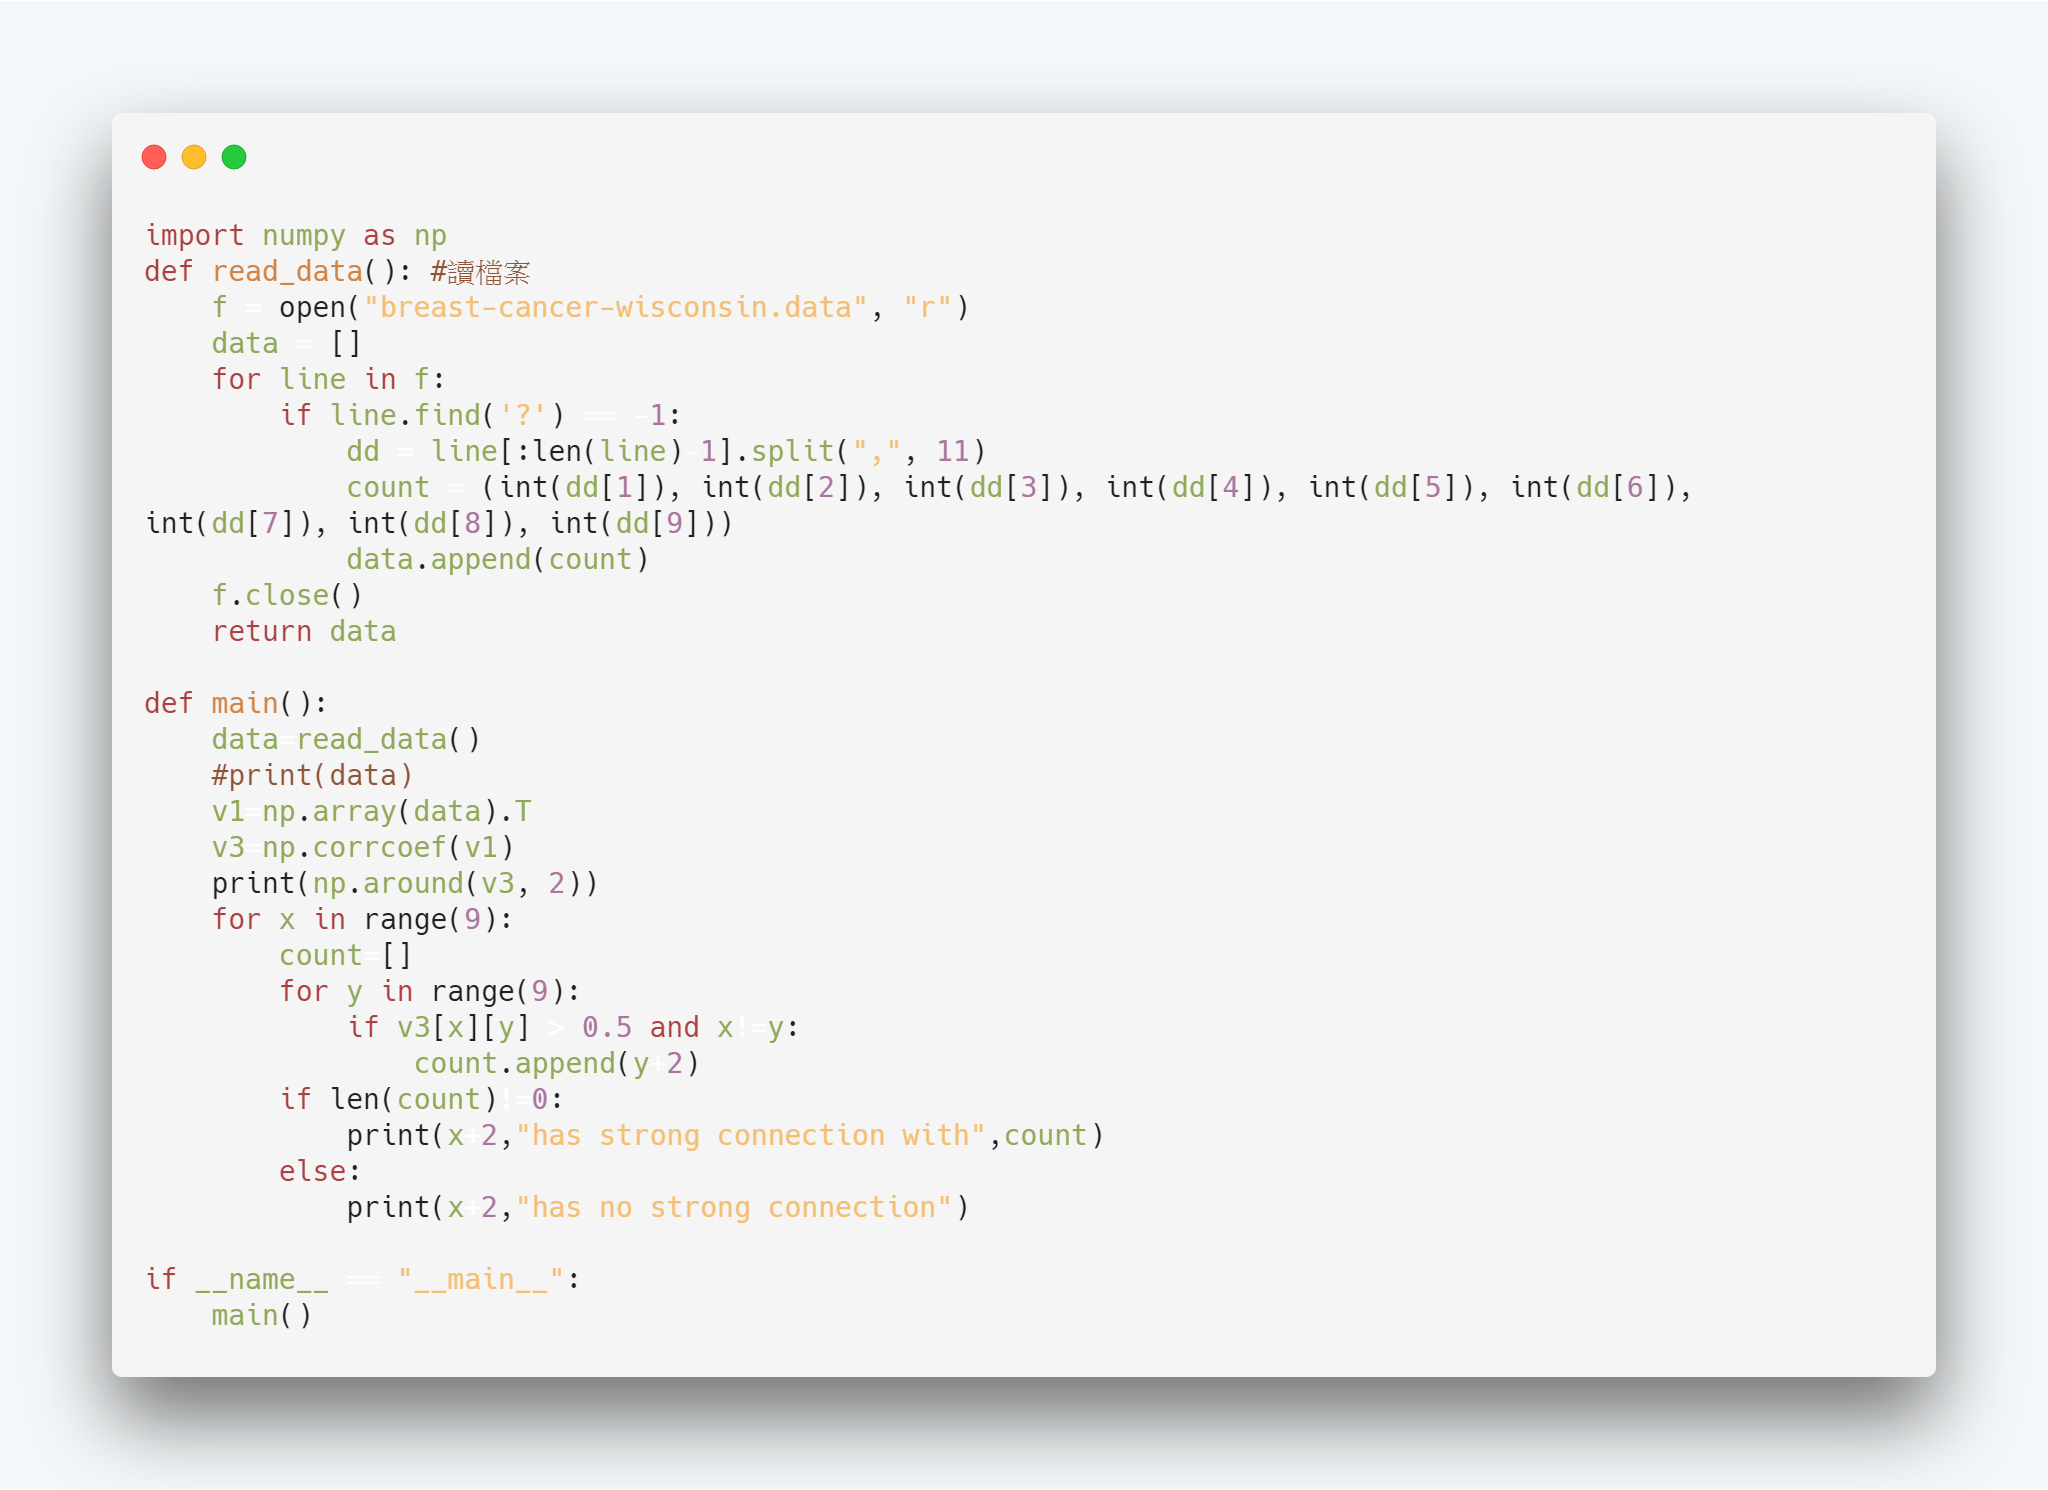 import numpy as np
def read_data(): #讀檔案
    f = open("breast-cancer-wisconsin.data", "r")
    data = []
    for line in f:
        if line.find('?') == -1:
            dd = line[:len(line)-1].split(",", 11)
            count = (int(dd[1]), int(dd[2]), int(dd[3]), int(dd[4]), int(dd[5]), int(dd[6]),
int(dd[7]), int(dd[8]), int(dd[9]))
            data.append(count)
    f.close()
    return data

def main():
    data=read_data()
    #print(data)
    v1=np.array(data).T
    v3=np.corrcoef(v1)
    print(np.around(v3, 2))
    for x in range(9):
        count=[]
        for y in range(9):
            if v3[x][y] > 0.5 and x!=y:
                count.append(y+2)
        if len(count)!=0:
            print(x+2,"has strong connection with",count)
        else:
            print(x+2,"has no strong connection")

if __name__ == "__main__":
    main()